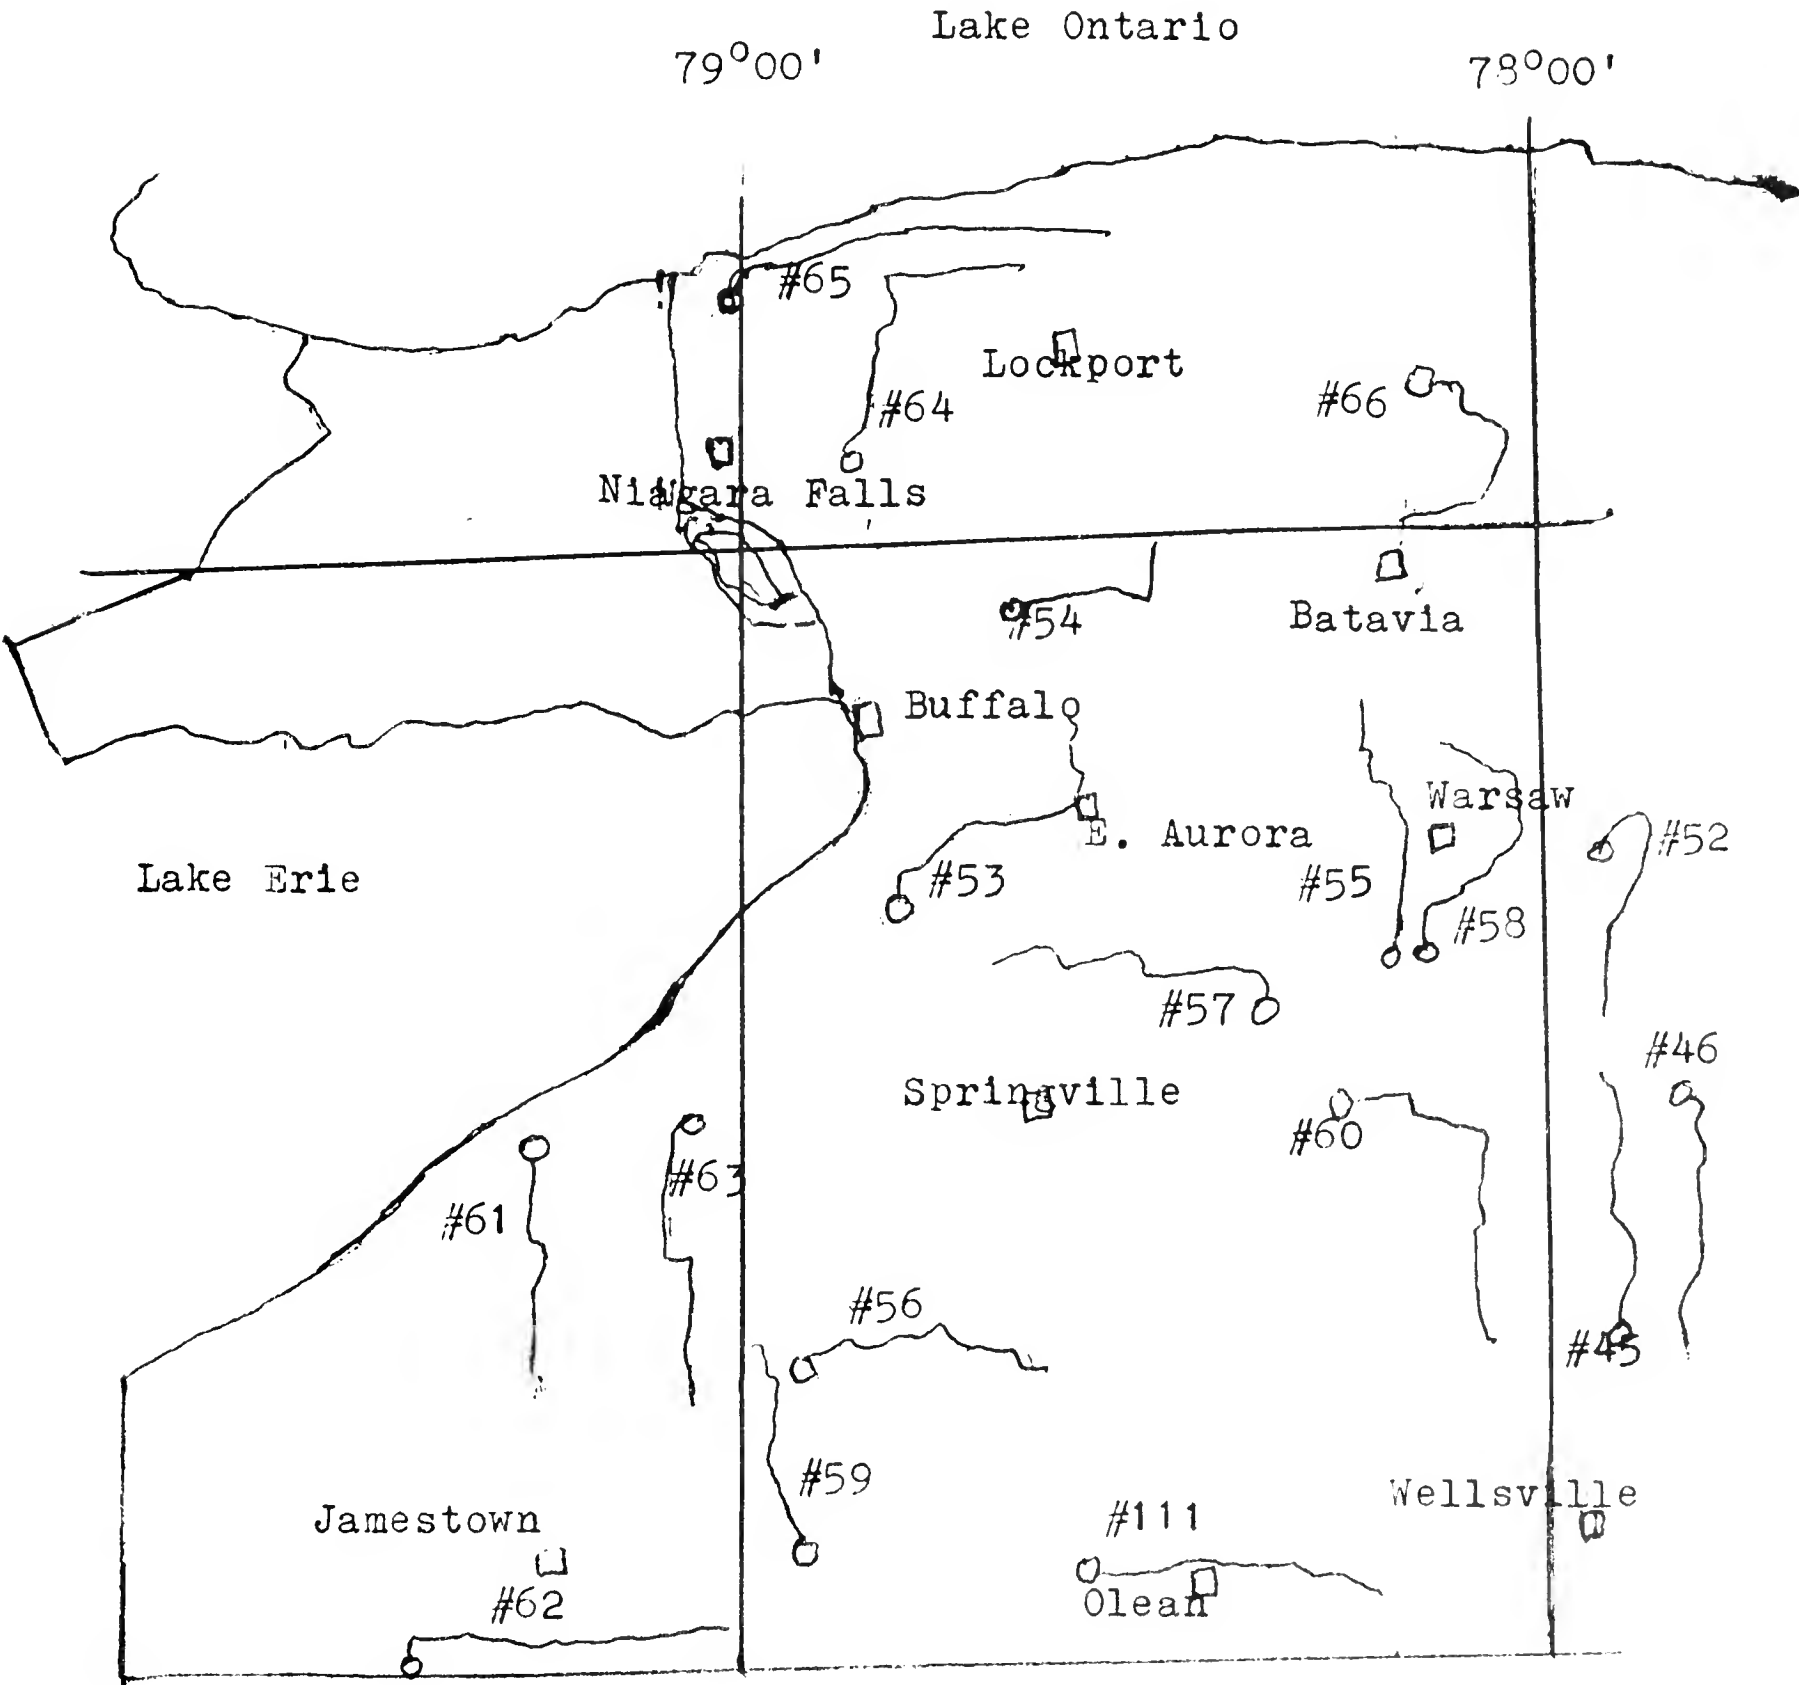 Lake Ontario
79°00'
78°00'
#65
Lockport
#64
#66
Niagara Falls
#54
Batavia
Buffalo
Warsaw
E. Aurora
#52
Lake Erie
#53
#55
#58
#57
#46
Springville
#60
#63
#61
#56
#45
#59
Wellsville
#111
Jamestown
#62
Olean